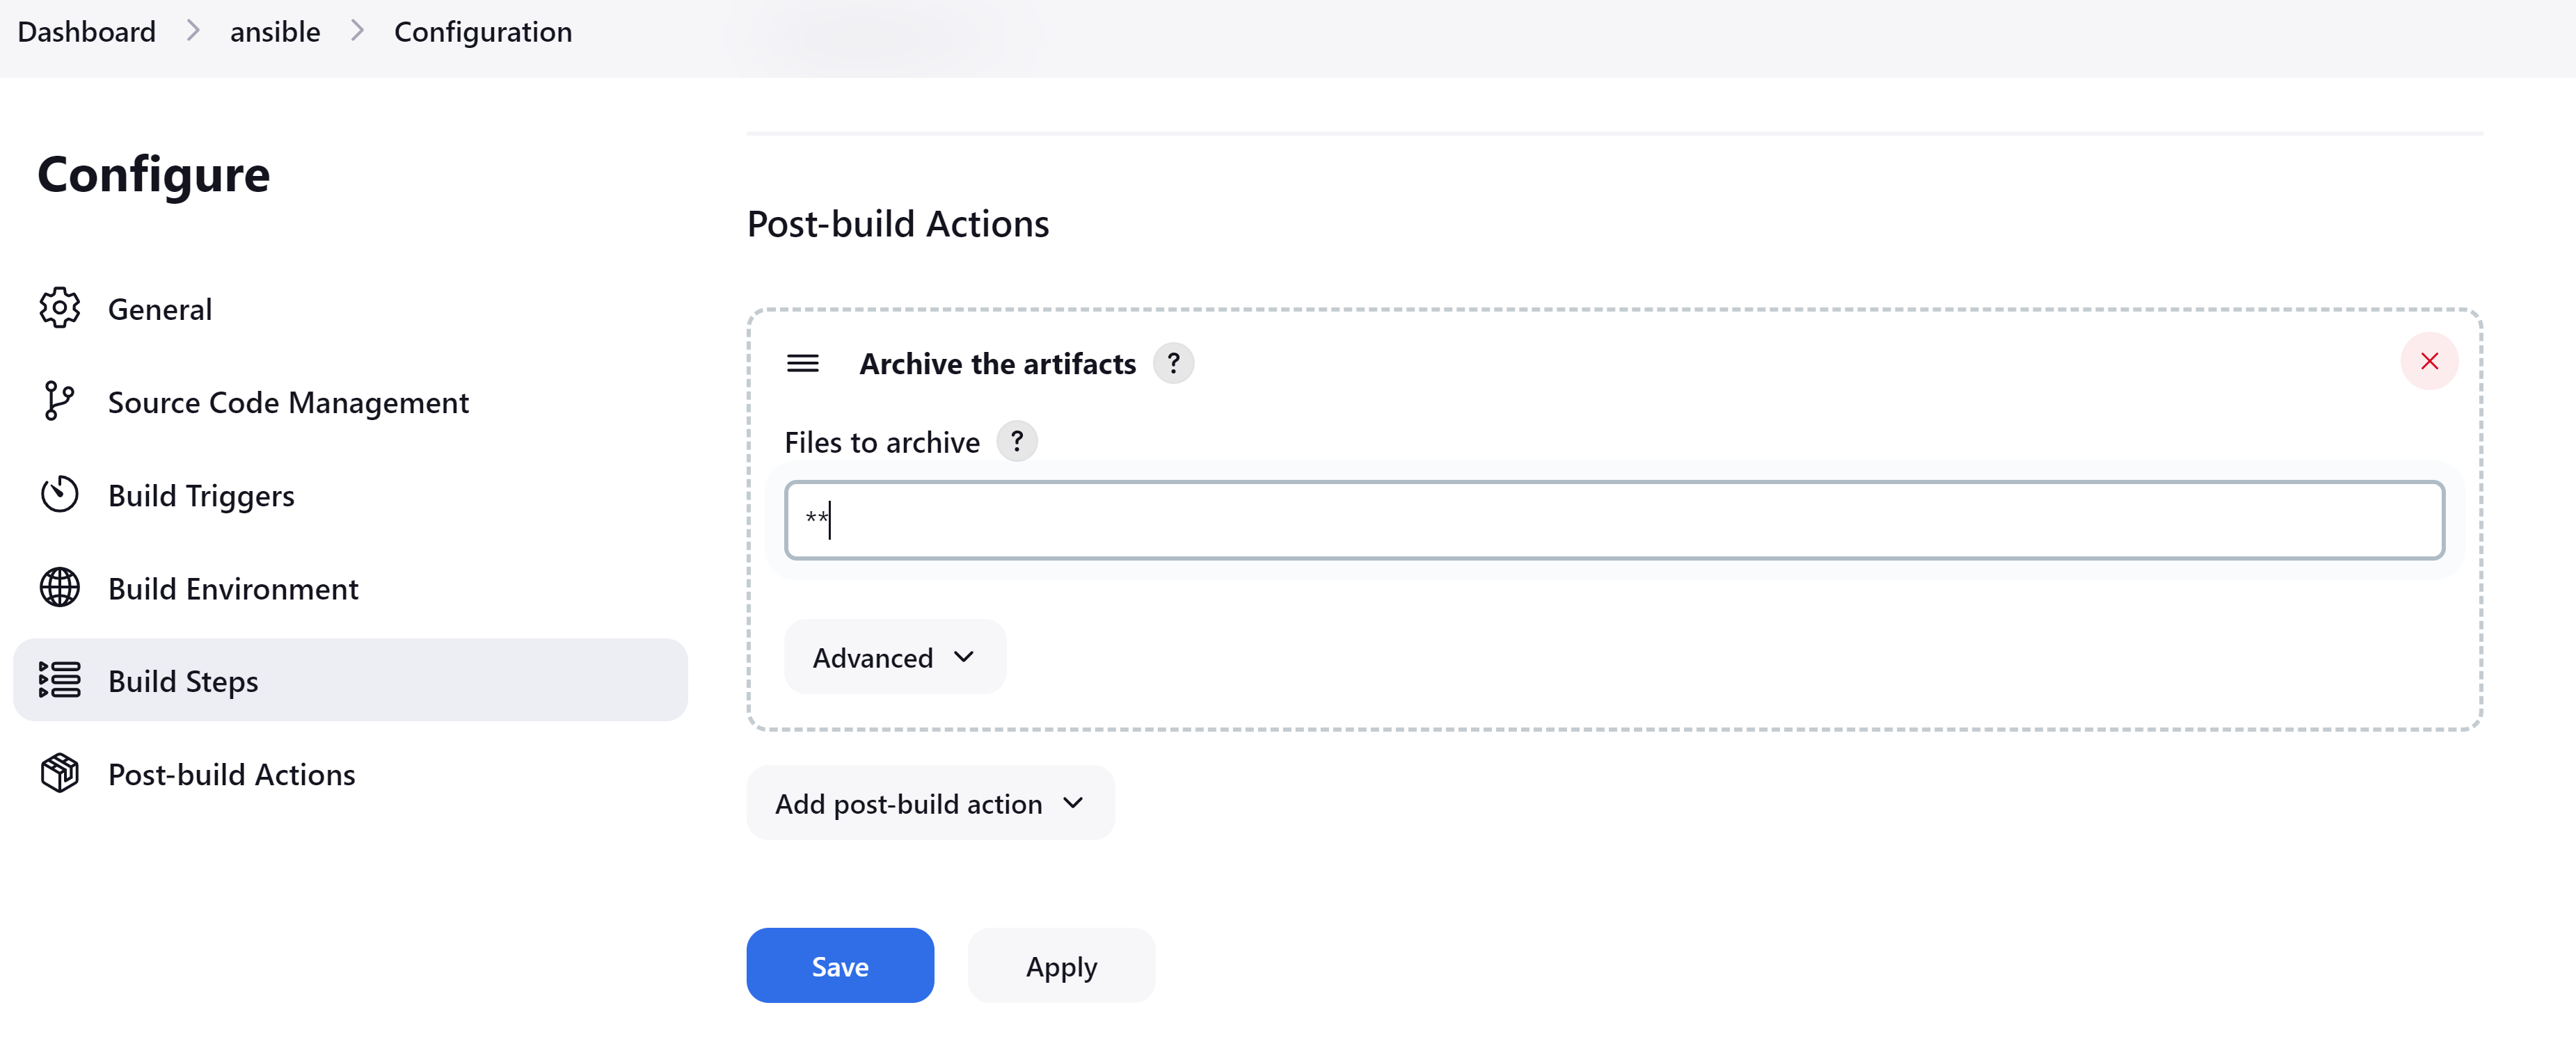 Dashboard > ansible > Configuration
Configure
General
Source Code Management
Build Triggers
Build Environment
Build Steps
Post-build Actions
Post-build Actions
Archive the artifacts ?
Files to archive ?
**
Advanced
Add post-build action
Save Apply